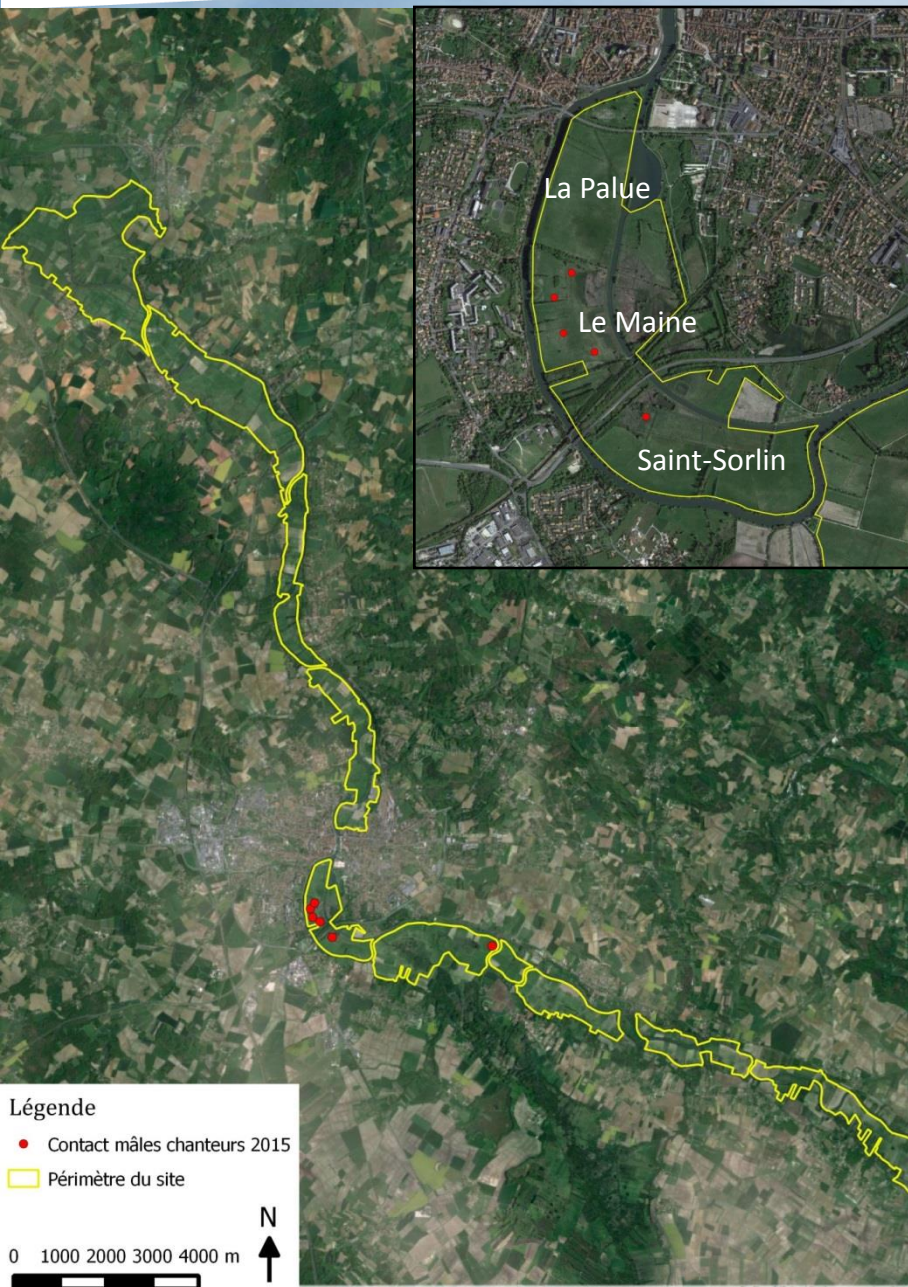 La Palue
Le Maine
Saint-Sorlin
Légende
Contact mâles chanteurs 2015
Périmètre du site
N
0 1000 2000 3000 4000 m